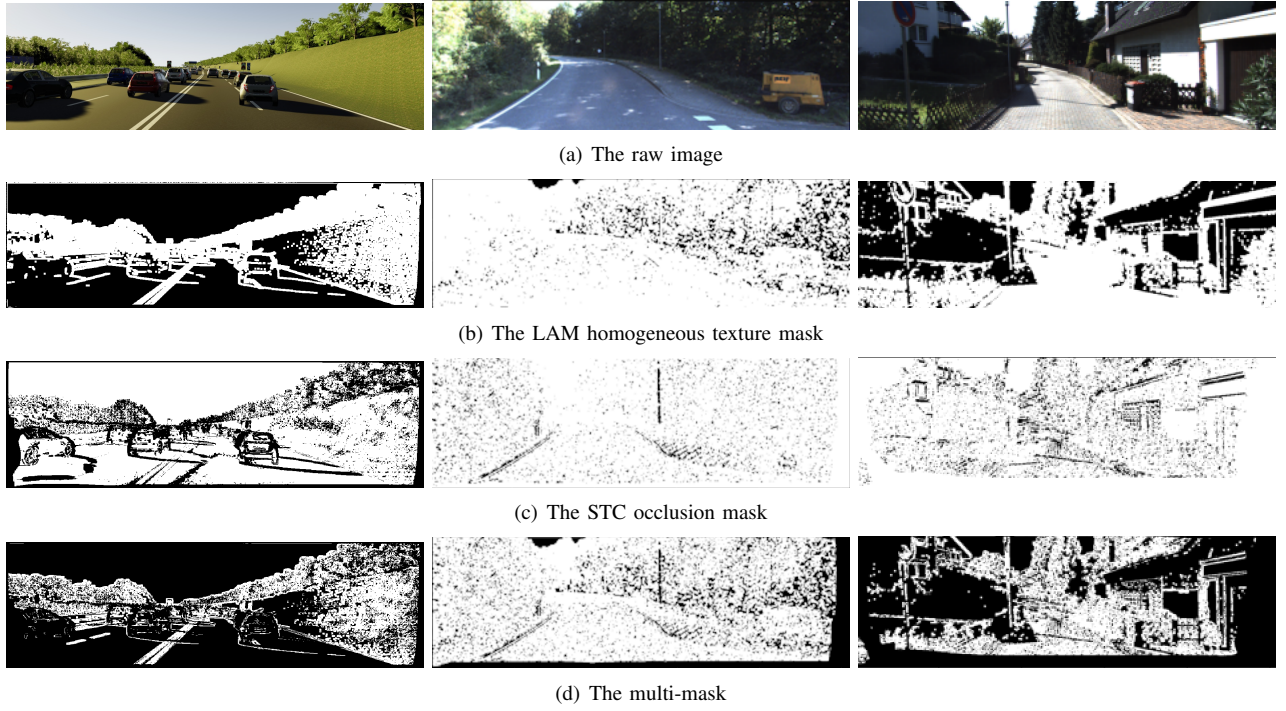 (a) The raw image
(b) The LAM homogeneous texture mask
(c) The STC occlusion mask
(d) The multi-mask